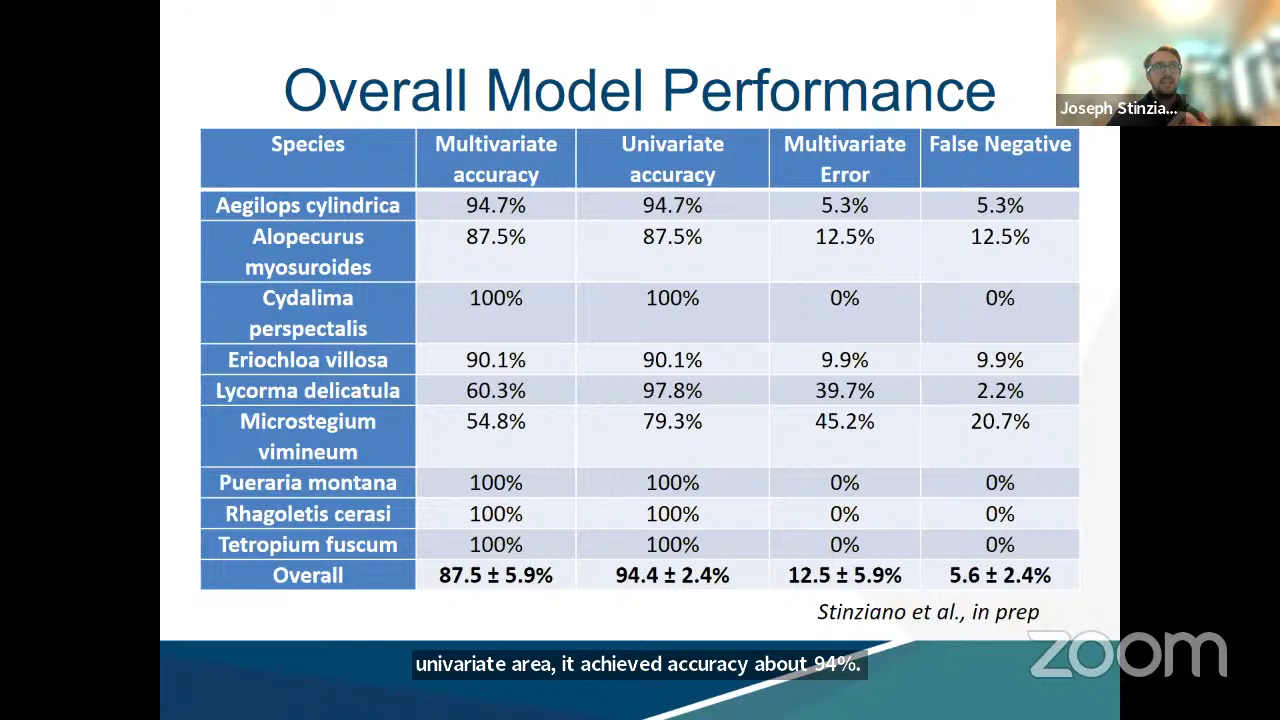 Overall Model Performance
Joseph Stinzia...
Species Multivariate accuracy Univariate accuracy Multivariate Error False Negative
Aegilops cylindrica 94.7% 94.7% 5.3% 5.3%
Alopecurus myosuroides 87.5% 87.5% 12.5% 12.5%
Cydalima perspectalis 100% 100% 0% 0%
Eriochloa villosa 90.1% 90.1% 9.9% 9.9%
Lycorma delicatula 60.3% 97.8% 39.7% 2.2%
Microstegium vimineum 54.8% 79.3% 45.2% 20.7%
Pueraria montana 100% 100% 0% 0%
Rhagoletis cerasi 100% 100% 0% 0%
Tetropium fuscum 100% 100% 0% 0%
Overall 87.5 ± 5.9% 94.4 ± 2.4% 12.5 ± 5.9% 5.6 ± 2.4%
Stinziano et al., in prep
univariate area, it achieved accuracy about 94%.
zoom